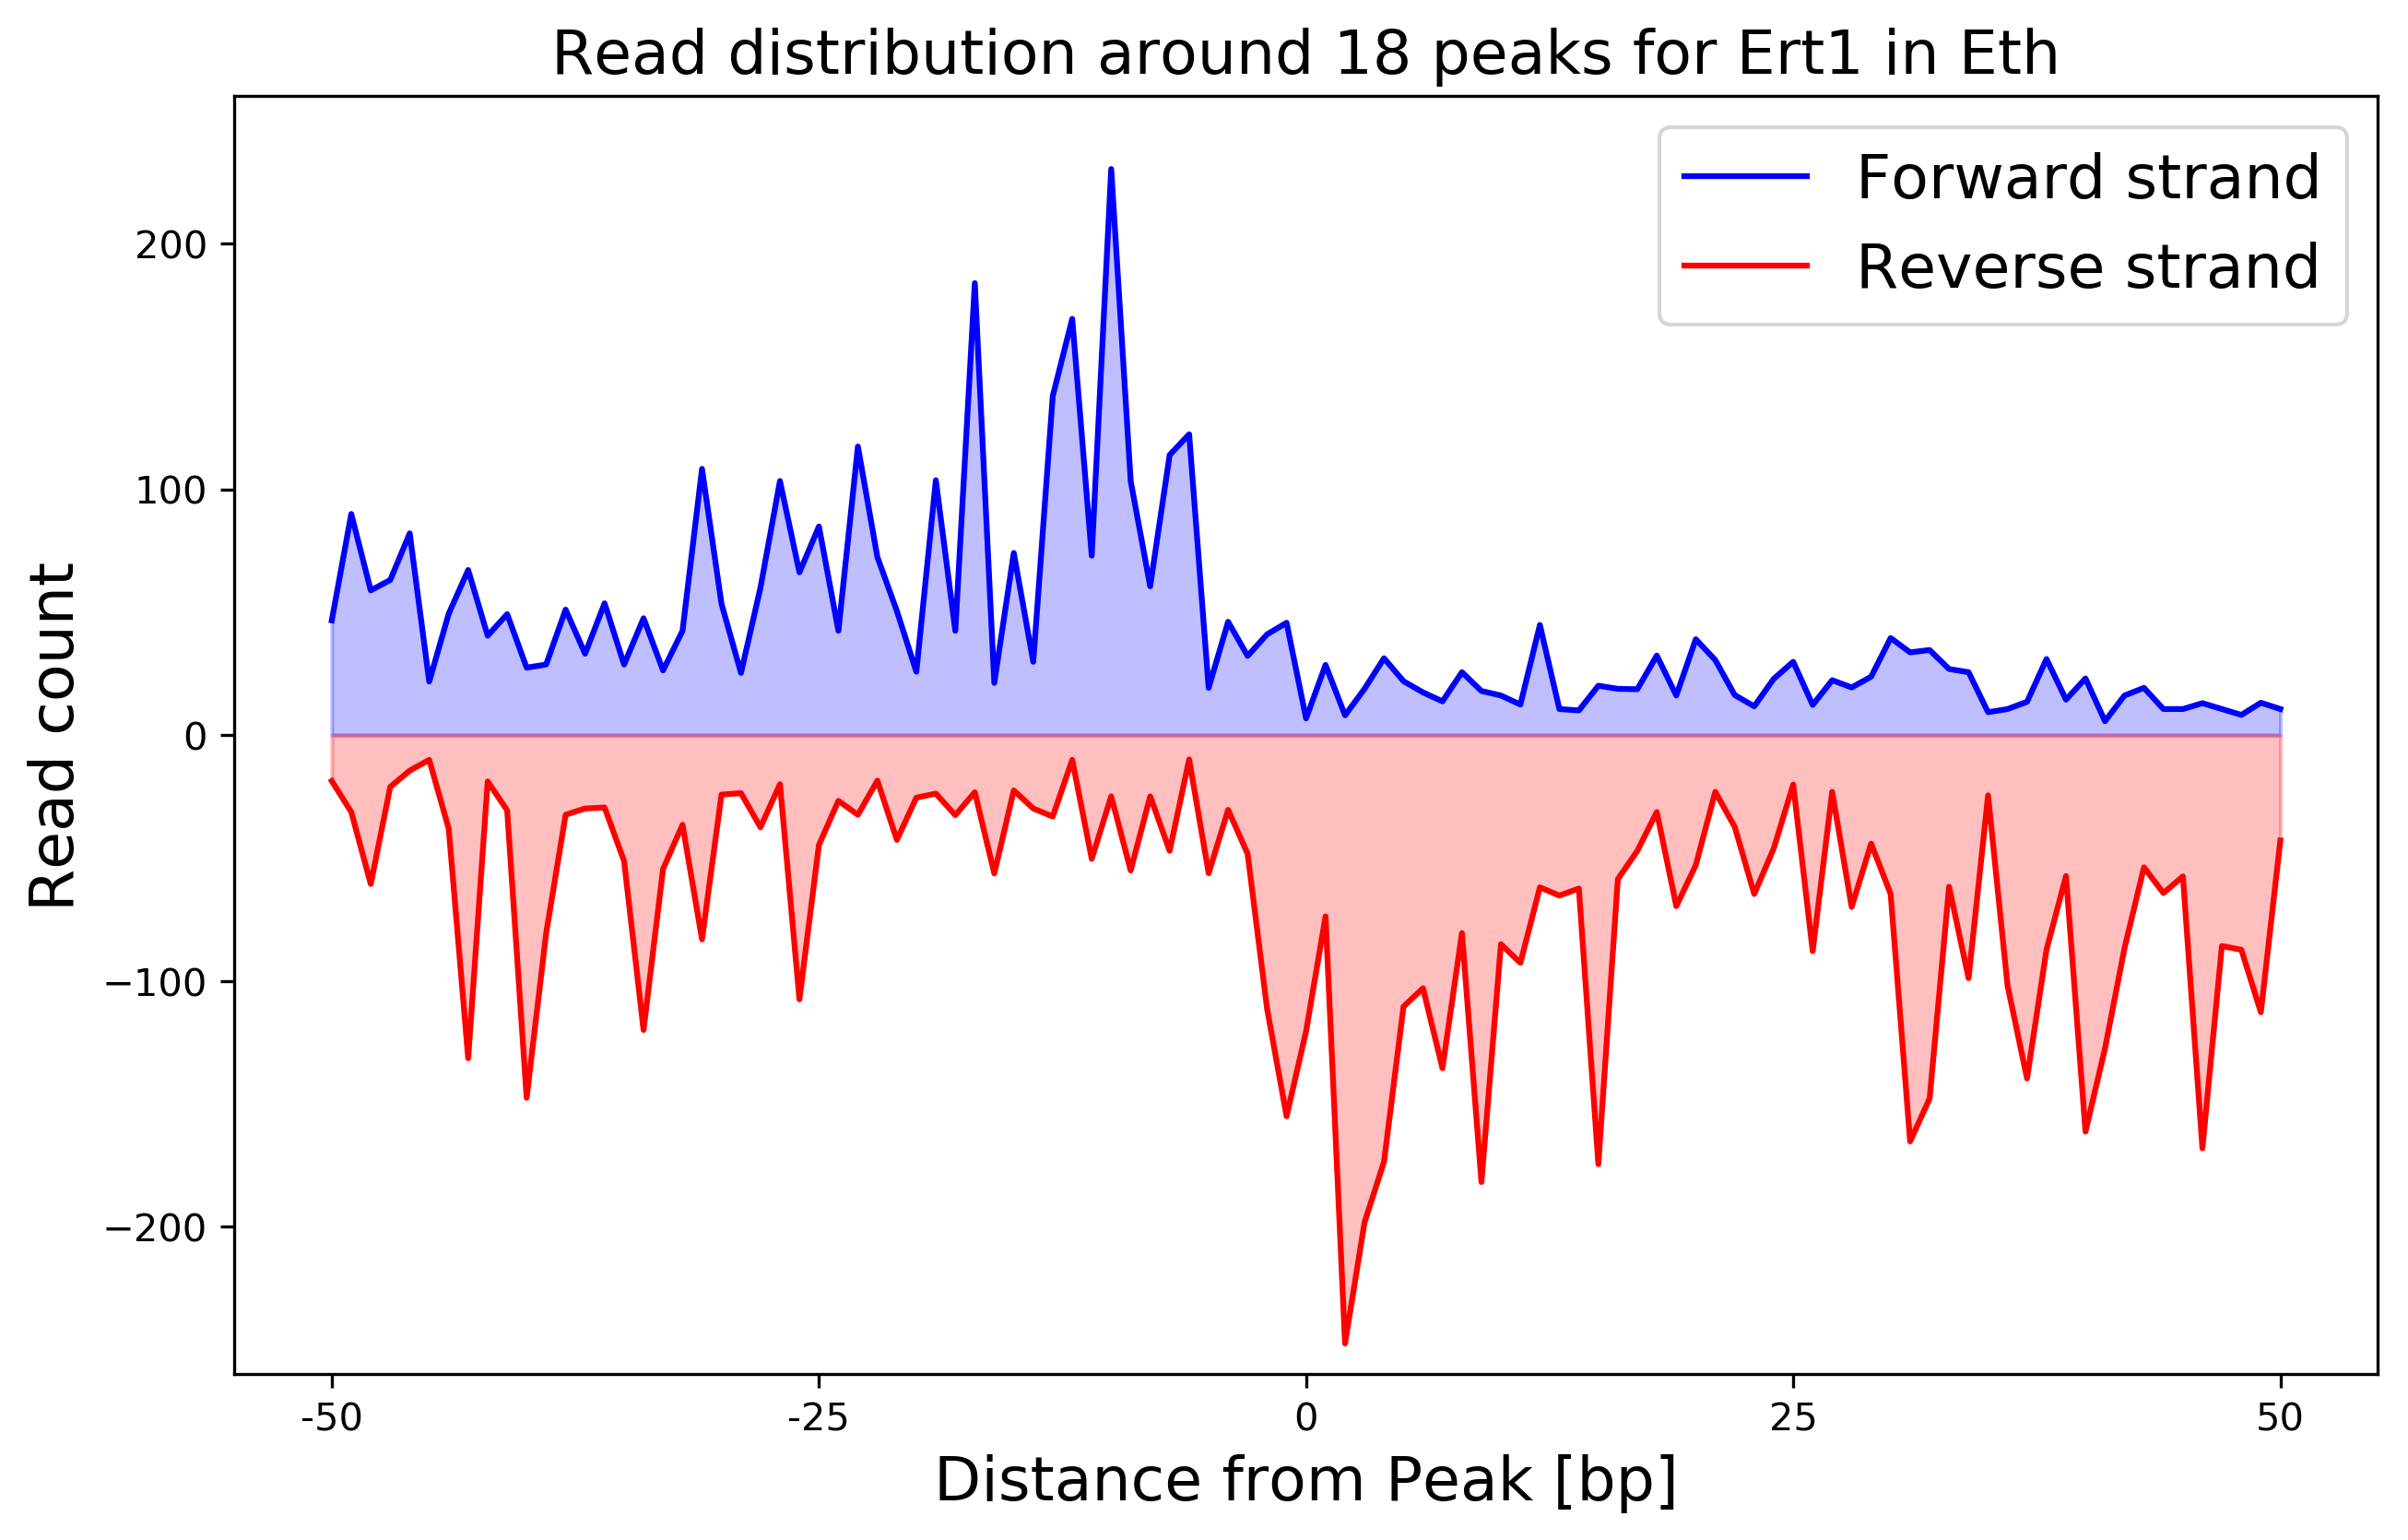 Read distribution around 18 peaks for Ert1 in Eth
Forward strand
Reverse strand
Read count
200
100
0
−100
−200
-50
-25
0
25
50
Distance from Peak [bp]